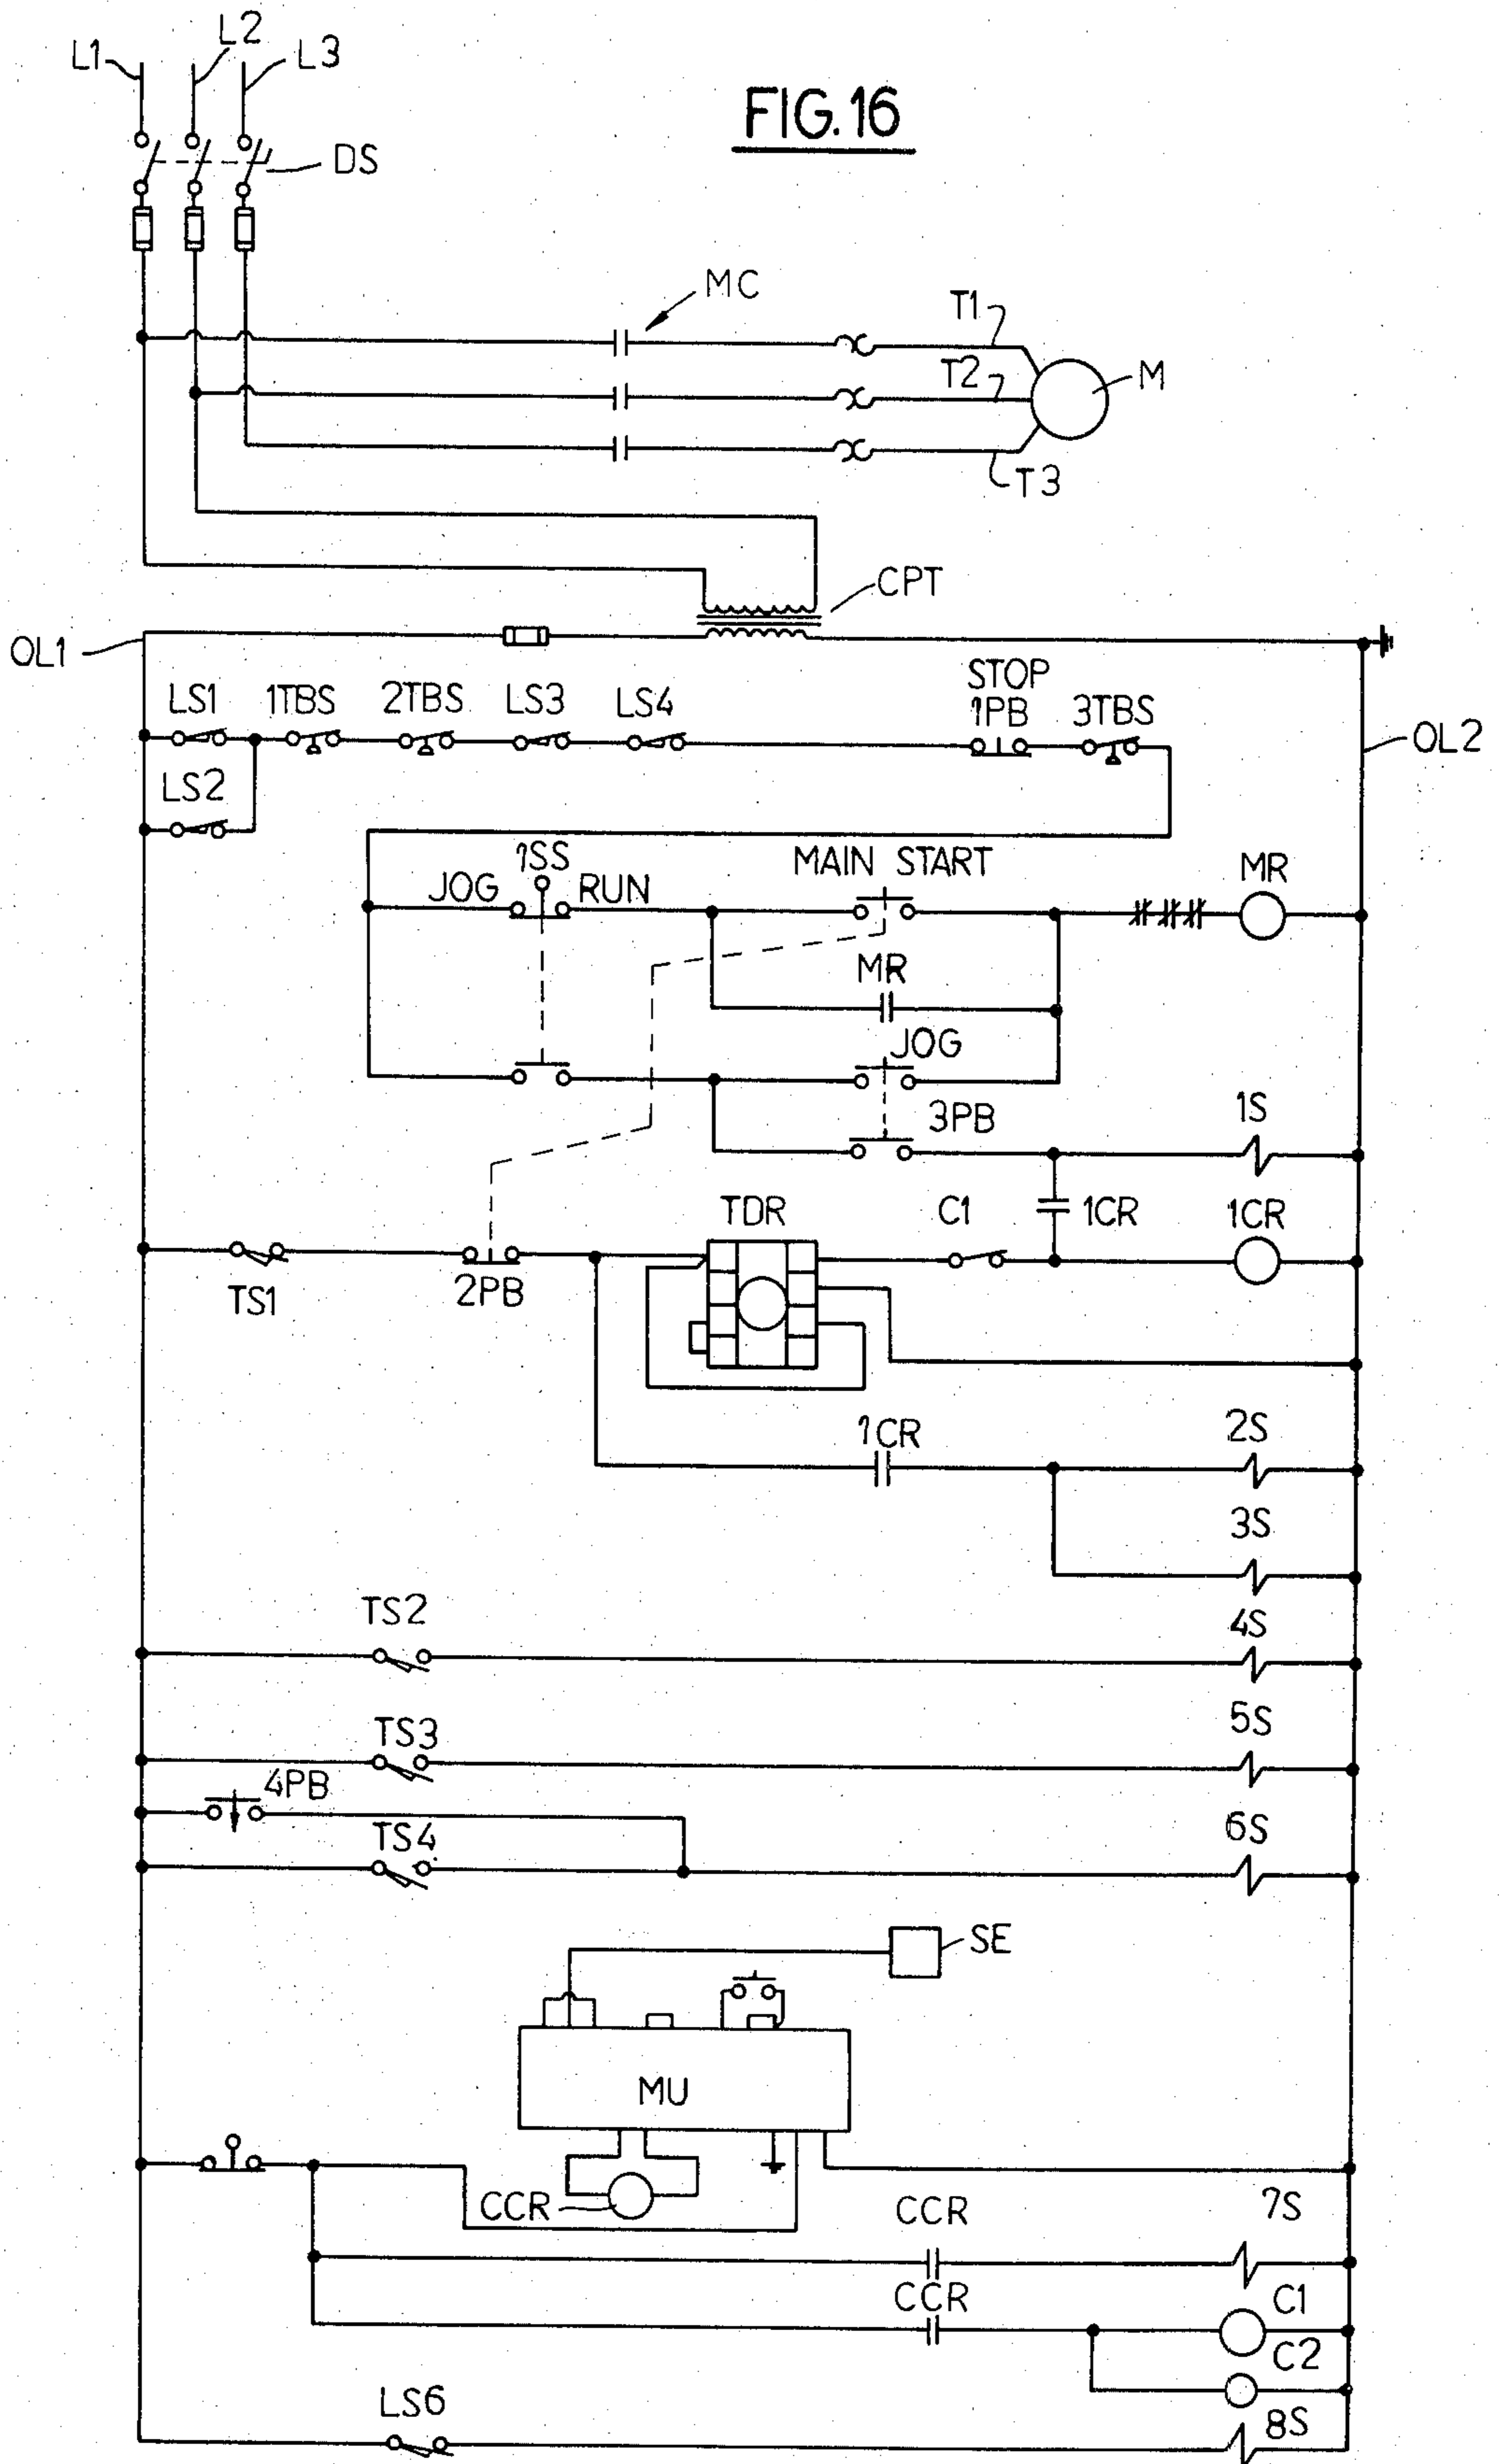 L1 L2 L3
FIG.16
DS
MC
T1
T2
M
T3
CPT
OL1
LS1 1TBS 2TBS LS3 LS4 STOP 1PB 3TBS
OL2
LS2
1SS
JOG RUN
MAIN START
MR
MR
JOG
3PB
1S
TDR
C1
1CR
1CR
TS1
2PB
1CR
2S
3S
TS2
4S
TS3
5S
4PB
TS4
6S
SE
MU
CCR
CCR
7S
CCR
C1
C2
LS6
8S